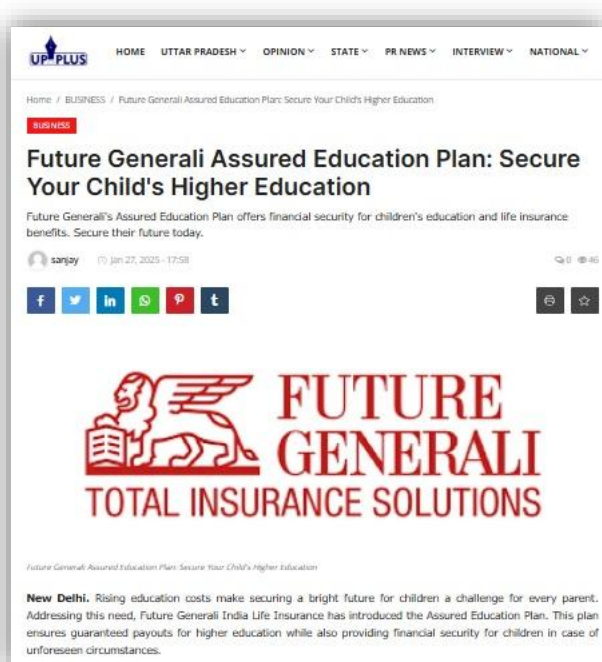 UP PLUS
HOME UTTAR PRADESH OPINION STATE PR NEWS INTERVIEW NATIONAL
Home / BUSINESS / Future Generali Assured Education Plan: Secure Your Child's Higher Education
BUSINESS
Future Generali Assured Education Plan: Secure
Your Child's Higher Education
Future Generali's Assured Education Plan offers financial security for children's education and life insurance
benefits. Secure their future today.
sanjay Jan 27, 2025 - 17:58 0 46
FUTURE
GENERALI
TOTAL INSURANCE SOLUTIONS
Future Generali Assured Education Plan: Secure Your Child's Higher Education
New Delhi. Rising education costs make securing a bright future for children a challenge for every parent.
Addressing this need, Future Generali India Life Insurance has introduced the Assured Education Plan. This plan
ensures guaranteed payouts for higher education while also providing financial security for children in case of
unforeseen circumstances.